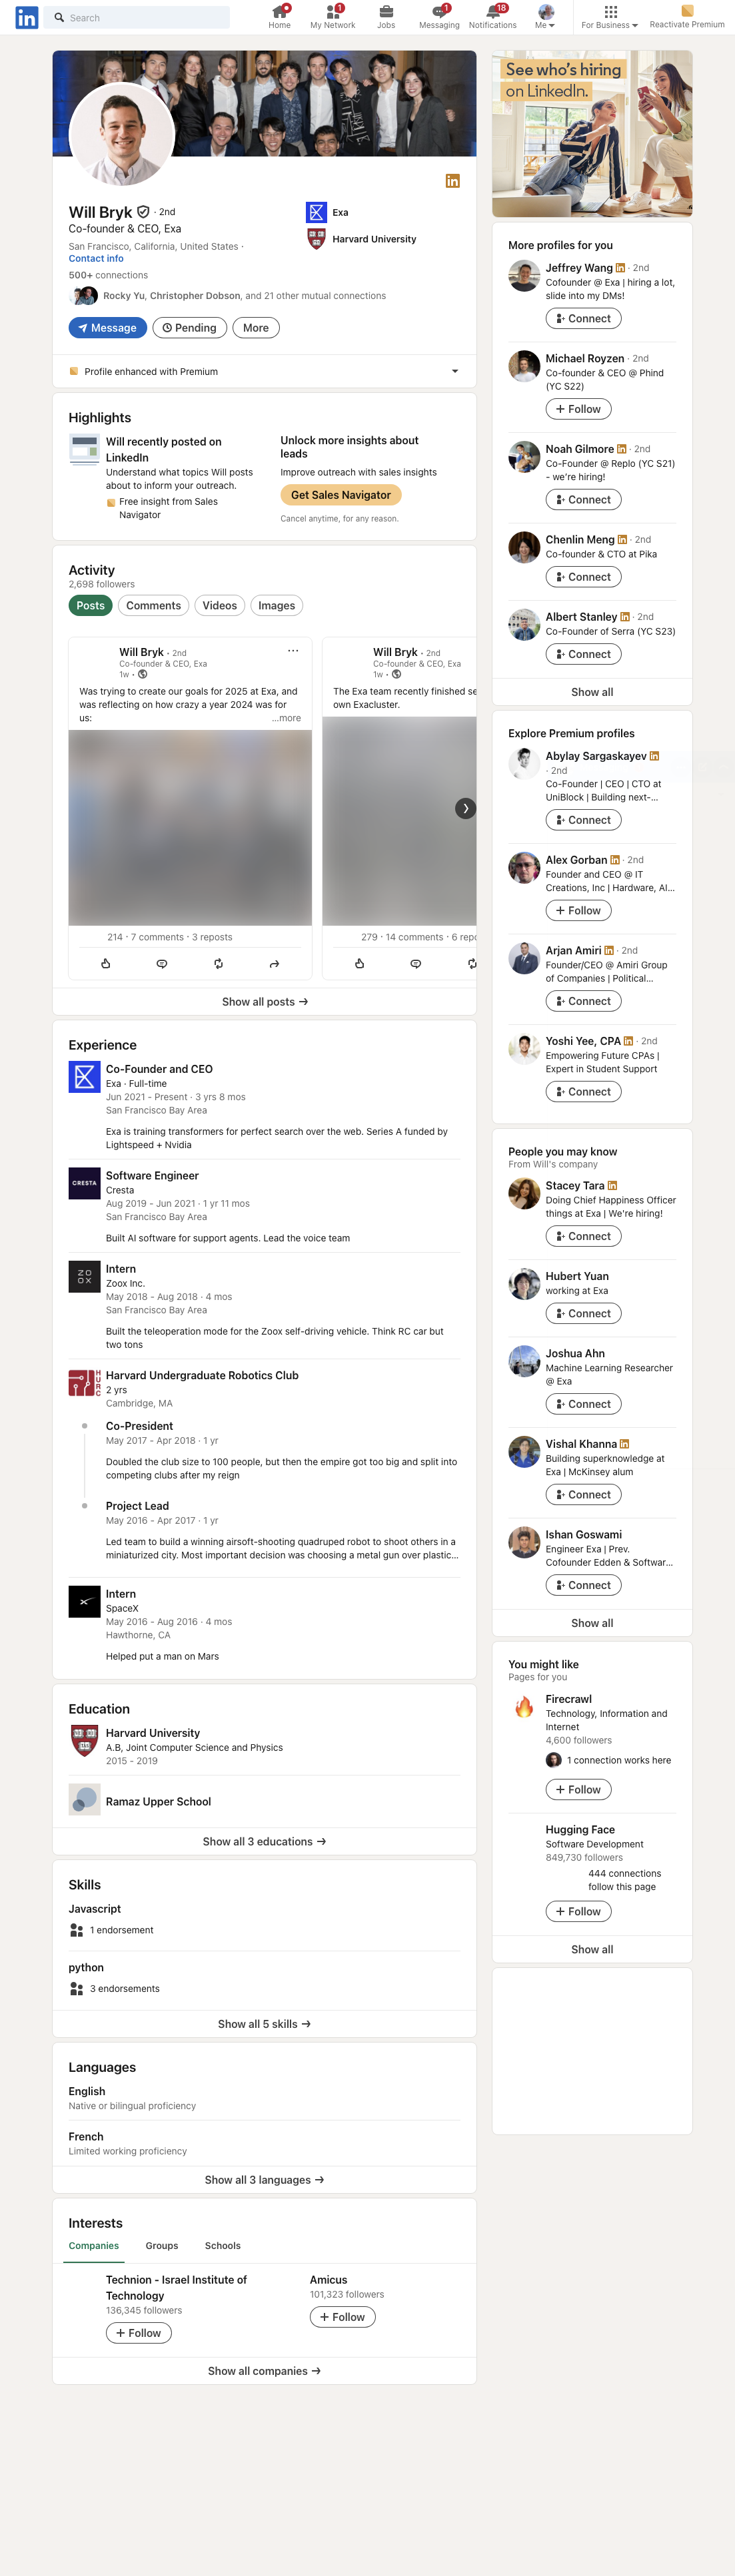 Search
Home
1
My Network
Jobs
1
Messaging
18
Notifications
Me
For Business
Reactivate Premium
Will Bryk · 2nd
Co-founder & CEO, Exa
San Francisco, California, United States ·
Contact info
500+ connections
Rocky Yu, Christopher Dobson, and 21 other mutual connections
Exa
Harvard University
Message
Pending
More
Profile enhanced with Premium
Highlights
Will recently posted on
LinkedIn
Understand what topics Will posts
about to inform your outreach.
Free insight from Sales
Navigator
Unlock more insights about
leads
Improve outreach with sales insights
Get Sales Navigator
Cancel anytime, for any reason.
Activity
2,698 followers
Posts
Comments
Videos
Images
Will Bryk • 2nd
Co-founder & CEO, Exa
1w •
Was trying to create our goals for 2025 at Exa, and
was reflecting on how crazy a year 2024 was for
us:
...more
214 · 7 comments · 3 reposts
Will Bryk • 2nd
Co-founder & CEO, Exa
1w •
The Exa team recently finished se
own Exacluster.
279 · 14 comments · 6 repo
Show all posts →
Experience
Co-Founder and CEO
Exa · Full-time
Jun 2021 - Present · 3 yrs 8 mos
San Francisco Bay Area
Exa is training transformers for perfect search over the web. Series A funded by
Lightspeed + Nvidia
CRESTA
Software Engineer
Cresta
Aug 2019 - Jun 2021 · 1 yr 11 mos
San Francisco Bay Area
Built AI software for support agents. Lead the voice team
ZO
OX
Intern
Zoox Inc.
May 2018 - Aug 2018 · 4 mos
San Francisco Bay Area
Built the teleoperation mode for the Zoox self-driving vehicle. Think RC car but
two tons
HURC
Harvard Undergraduate Robotics Club
2 yrs
Cambridge, MA
Co-President
May 2017 - Apr 2018 · 1 yr
Doubled the club size to 100 people, but then the empire got too big and split into
competing clubs after my reign
Project Lead
May 2016 - Apr 2017 · 1 yr
Led team to build a winning airsoft-shooting quadruped robot to shoot others in a
miniaturized city. Most important decision was choosing a metal gun over plastic...
Intern
SpaceX
May 2016 - Aug 2016 · 4 mos
Hawthorne, CA
Helped put a man on Mars
Education
Harvard University
A.B, Joint Computer Science and Physics
2015 - 2019
Ramaz Upper School
Show all 3 educations →
Skills
Javascript
1 endorsement
python
3 endorsements
Show all 5 skills →
Languages
English
Native or bilingual proficiency
French
Limited working proficiency
Show all 3 languages →
Interests
Companies
Groups
Schools
Technion - Israel Institute of
Technology
136,345 followers
+ Follow
Amicus
101,323 followers
+ Follow
Show all companies →
See who's hiring
on LinkedIn.
More profiles for you
Jeffrey Wang · 2nd
Cofounder @ Exa | hiring a lot,
slide into my DMs!
Connect
Michael Royzen · 2nd
Co-founder & CEO @ Phind
(YC S22)
+ Follow
Noah Gilmore · 2nd
Co-Founder @ Replo (YC S21)
- we're hiring!
Connect
Chenlin Meng · 2nd
Co-founder & CTO at Pika
Connect
Albert Stanley · 2nd
Co-Founder of Serra (YC S23)
Connect
Show all
Explore Premium profiles
Abylay Sargaskayev
· 2nd
Co-Founder | CEO | CTO at
UniBlock | Building next-...
Connect
Alex Gorban · 2nd
Founder and CEO @ IT
Creations, Inc | Hardware, AI...
+ Follow
Arjan Amiri · 2nd
Founder/CEO @ Amiri Group
of Companies | Political...
Connect
Yoshi Yee, CPA · 2nd
Empowering Future CPAs |
Expert in Student Support
Connect
People you may know
From Will's company
Stacey Tara
Doing Chief Happiness Officer
things at Exa | We're hiring!
Connect
Hubert Yuan
working at Exa
Connect
Joshua Ahn
Machine Learning Researcher
@ Exa
Connect
Vishal Khanna
Building superknowledge at
Exa | McKinsey alum
Connect
Ishan Goswami
Engineer Exa | Prev.
Cofounder Edden & Softwar...
Connect
Show all
You might like
Pages for you
Firecrawl
Technology, Information and
Internet
4,600 followers
1 connection works here
+ Follow
Hugging Face
Software Development
849,730 followers
444 connections
follow this page
+ Follow
Show all